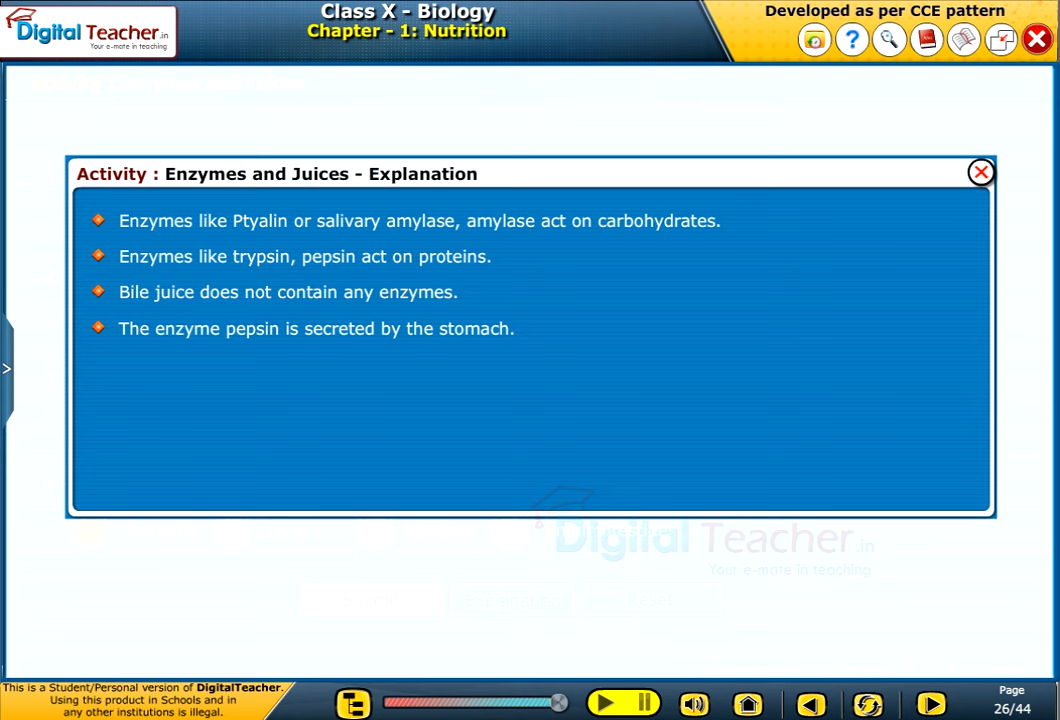 Digital Teacher.in
Your e-mate in teaching
Class X - Biology
Chapter - 1: Nutrition
Developed as per CCE pattern
Activity : Enzymes and Juices - Explanation
Enzymes like Ptyalin or salivary amylase, amylase act on carbohydrates.
Enzymes like trypsin, pepsin act on proteins.
Bile juice does not contain any enzymes.
The enzyme pepsin is secreted by the stomach.
Digital Teacher.in
Your e-mate in teaching
Reset
This is a Student/Personal version of DigitalTeacher.
Using this product in Schools and in
any other institutions is illegal.
Page
26/44